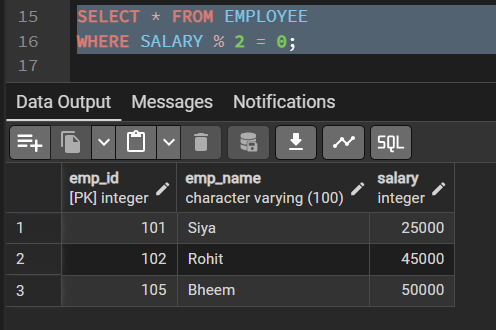 15 SELECT * FROM EMPLOYEE
16 WHERE SALARY % 2 = 0;
17
Data Output Messages Notifications
SQL
emp_id emp_name salary
[PK] integer character varying (100) integer
1 101 Siya 25000
2 102 Rohit 45000
3 105 Bheem 50000